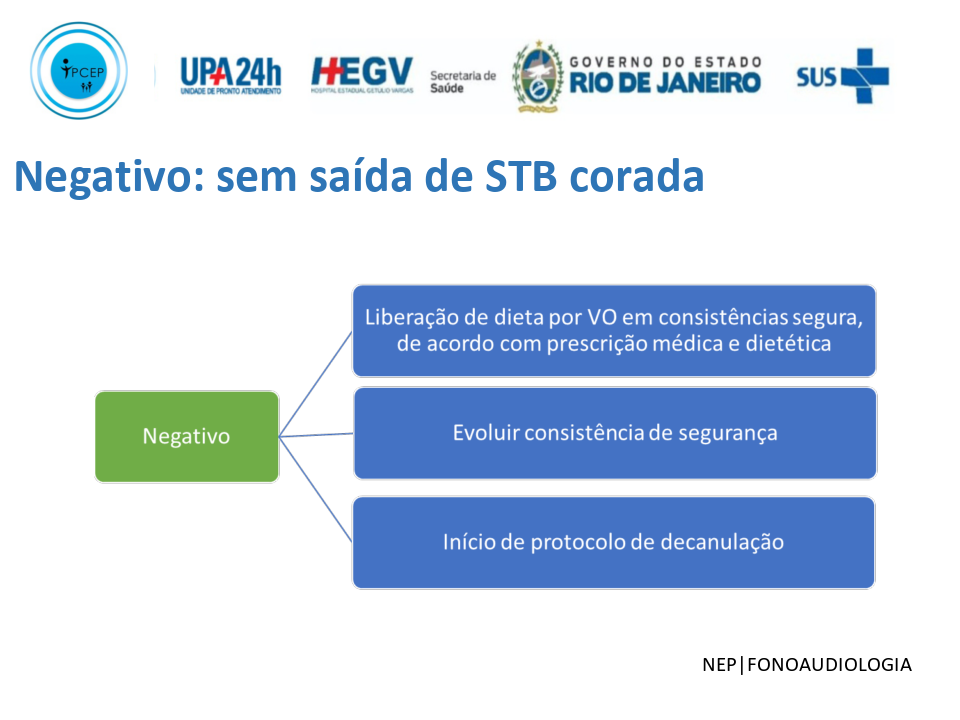 IPCEP
UPA24h
UNIDADE DE PRONTO ATENDIMENTO
HEGV
HOSPITAL ESTADUAL GETÚLIO VARGAS
Secretaria de
Saúde
GOVERNO DO ESTADO
RIO DE JANEIRO
SUS
Negativo: sem saída de STB corada
Negativo
Liberação de dieta por VO em consistências segura,
de acordo com prescrição médica e dietética
Evoluir consistência de segurança
Início de protocolo de decanulação
NEP|FONOAUDIOLOGIA